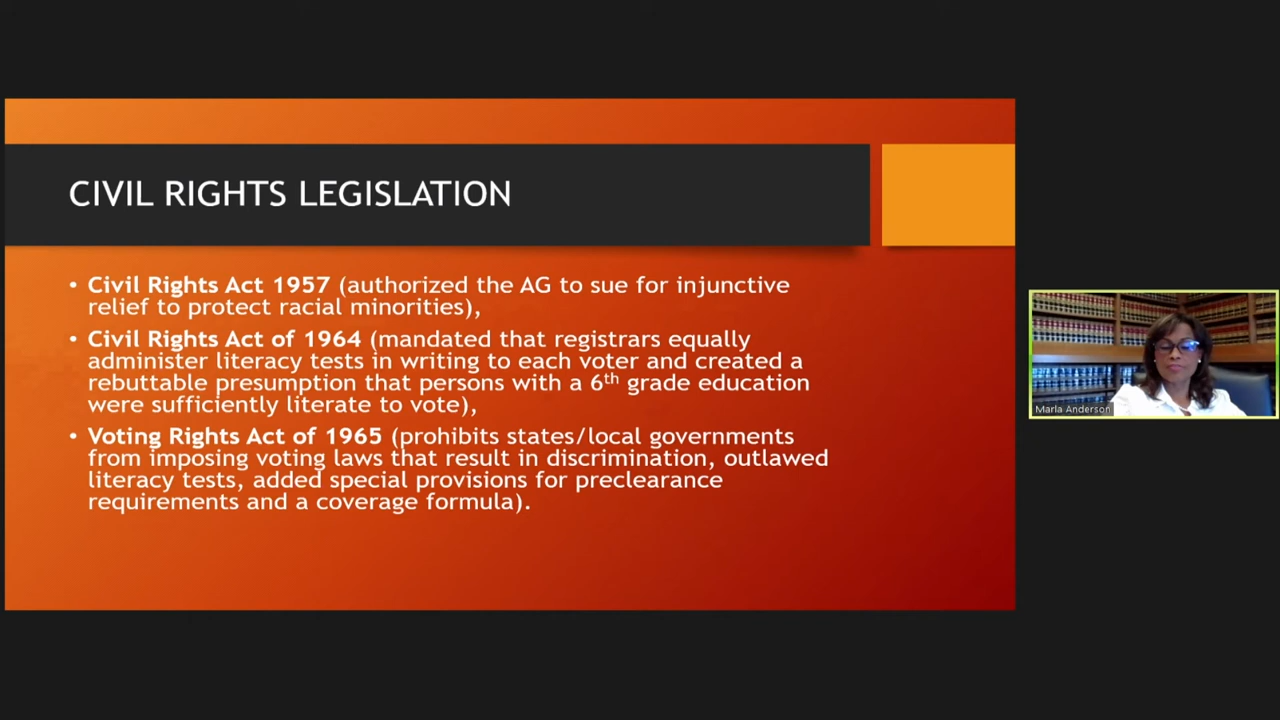 CIVIL RIGHTS LEGISLATION
• Civil Rights Act 1957 (authorized the AG to sue for injunctive
relief to protect racial minorities),
• Civil Rights Act of 1964 (mandated that registrars equally
administer literacy tests in writing to each voter and created a
rebuttable presumption that persons with a 6th grade education
were sufficiently literate to vote),
• Voting Rights Act of 1965 (prohibits states/local governments
from imposing voting laws that result in discrimination, outlawed
literacy tests, added special provisions for preclearance
requirements and a coverage formula).
Marla Anderson